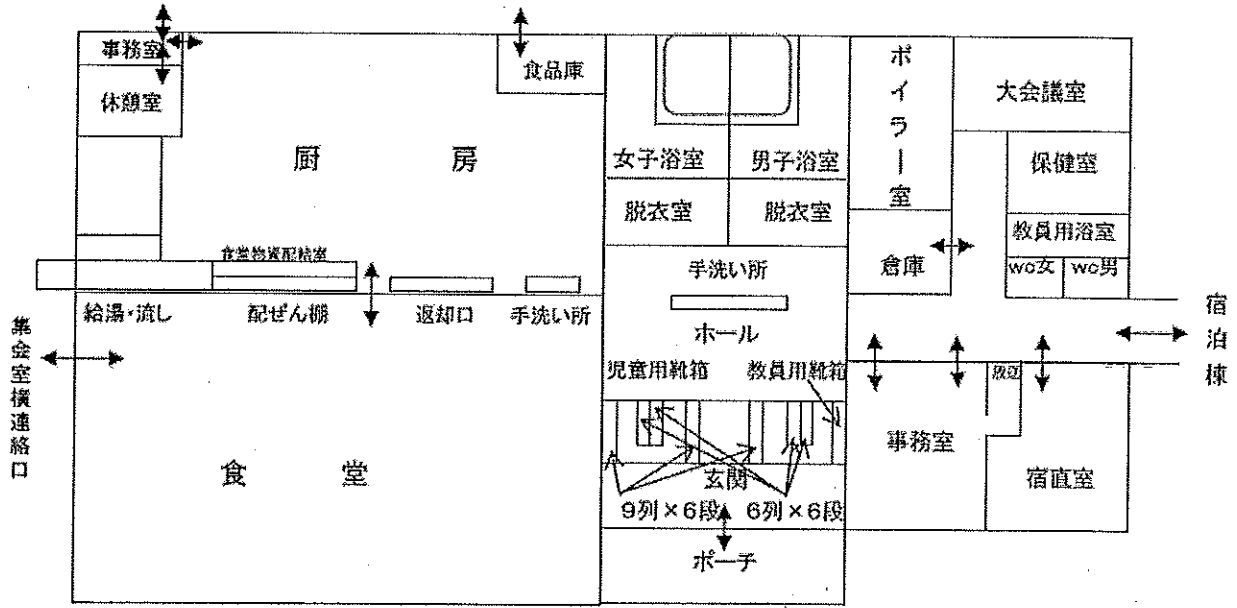 事務室
食品庫
ボイラー室
大会議室
休憩室
厨房
女子浴室
男子浴室
保健室
脱衣室
脱衣室
教員用浴室
食堂物資配給室
手洗い所
倉庫
wc女
wc男
給湯・流し
配ぜん棚
返却口
手洗い所
ホール
宿泊棟
集会室横連絡口
児童用靴箱
教員用靴箱
事務室
食堂
玄関
宿直室
9列×6段
6列×6段
ポーチ